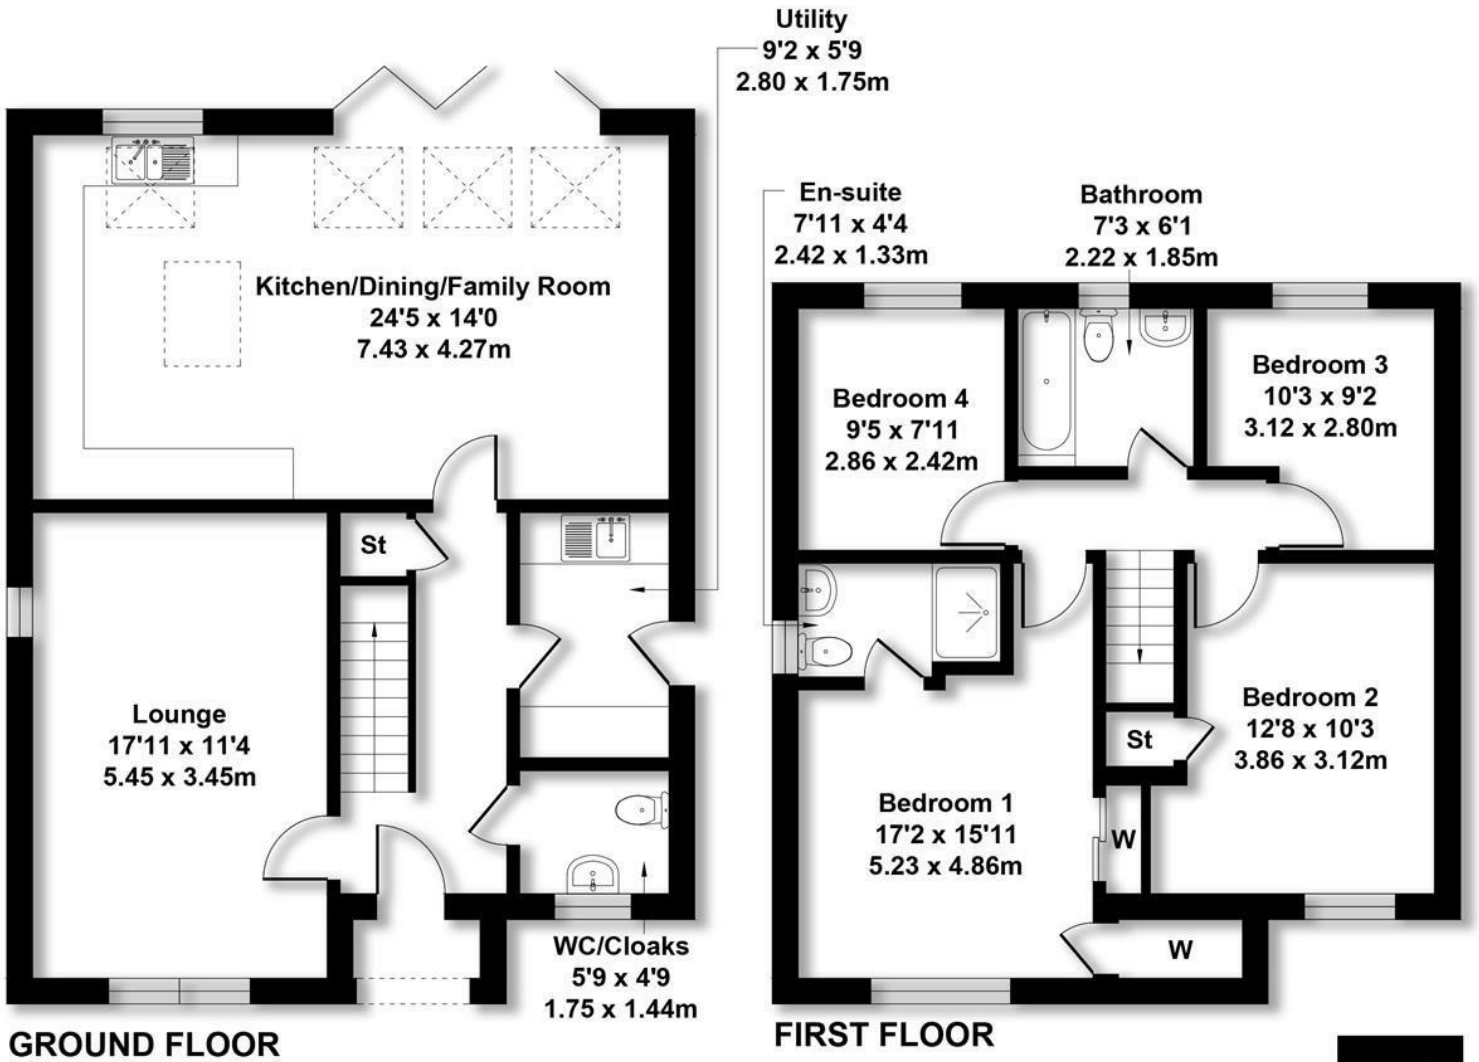 Utility
9'2 x 5'9
2.80 x 1.75m
Kitchen/Dining/Family Room
24'5 x 14'0
7.43 x 4.27m
St
Lounge
17'11 x 11'4
5.45 x 3.45m
WC/Cloaks
5'9 x 4'9
1.75 x 1.44m
GROUND FLOOR
En-suite
7'11 x 4'4
2.42 x 1.33m
Bathroom
7'3 x 6'1
2.22 x 1.85m
Bedroom 4
9'5 x 7'11
2.86 x 2.42m
Bedroom 3
10'3 x 9'2
3.12 x 2.80m
Bedroom 2
12'8 x 10'3
3.86 x 3.12m
St
Bedroom 1
17'2 x 15'11
5.23 x 4.86m
W
W
FIRST FLOOR